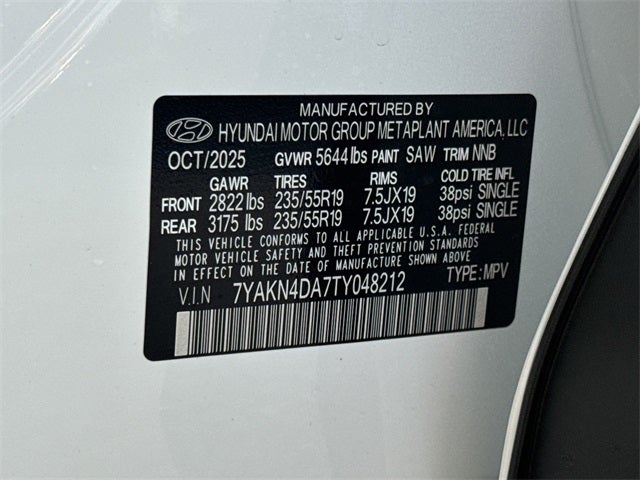 MANUFACTURED BY
HYUNDAI MOTOR GROUP METAPLANT AMERICA, LLC
OCT/2025 GVWR 5644 lbs PAINT SAW TRIM NNB
GAWR TIRES RIMS COLD TIRE INFL
FRONT 2822 lbs 235/55R19 7.5JX19 38psi SINGLE
REAR 3175 lbs 235/55R19 7.5JX19 38psi SINGLE
THIS VEHICLE CONFORMS TO ALL APPLICABLE U.S.A. FEDERAL
MOTOR VEHICLE SAFETY AND THEFT PREVENTION STANDARDS
IN EFFECT ON THE DATE OF MANUFACTURE SHOWN ABOVE.
V.I.N 7YAKN4DA7TY048212 TYPE: MPV